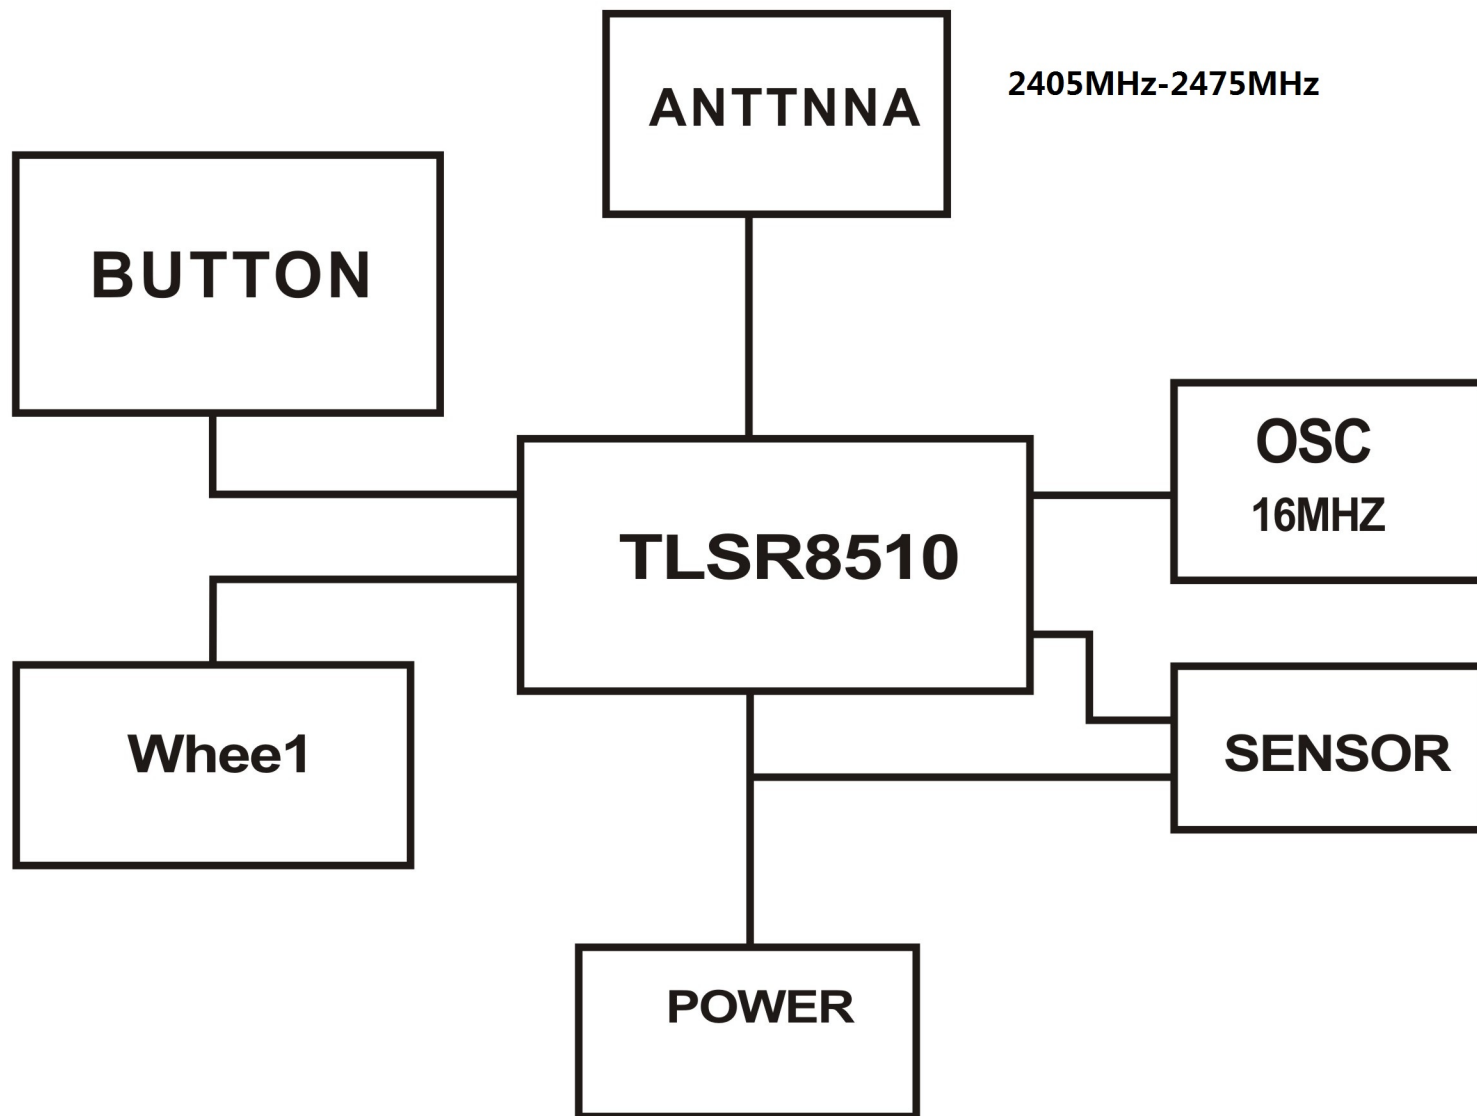 ANTTNNA
2405MHz-2475MHz
BUTTON
OSC
16MHZ
TLSR8510
Whee1
SENSOR
POWER